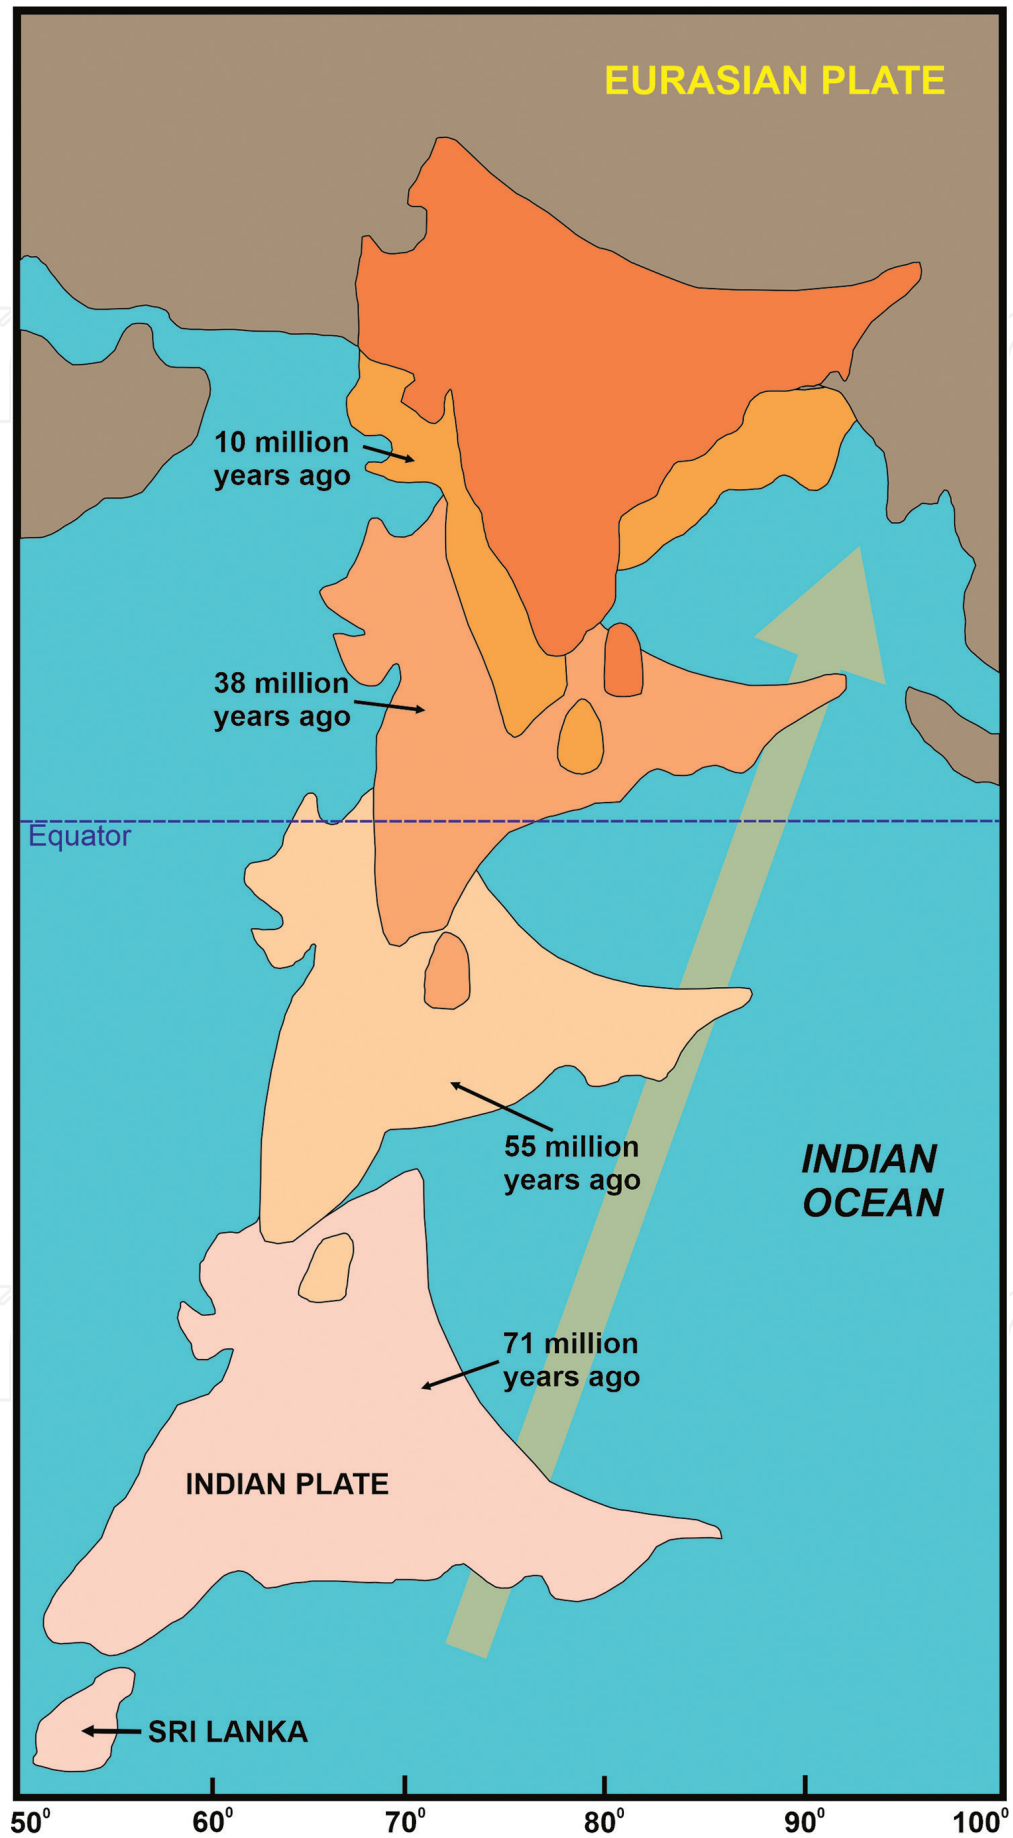 EURASIAN PLATE
10 million
years ago
38 million
years ago
Equator
55 million
years ago
INDIAN
OCEAN
71 million
years ago
INDIAN PLATE
SRI LANKA
50⁰ 60⁰ 70⁰ 80⁰ 90⁰ 100⁰